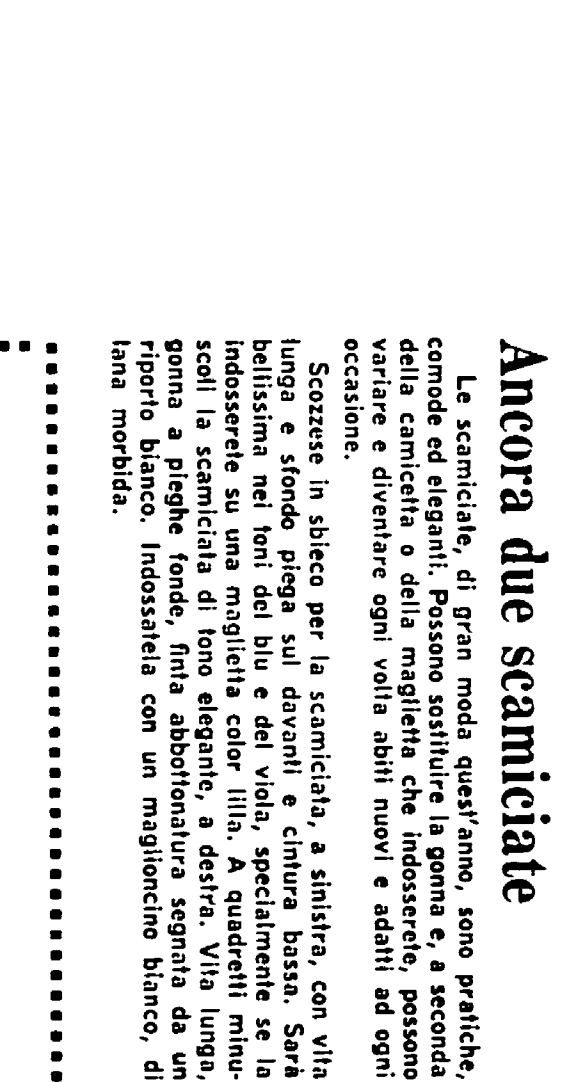 Ancora due scamiciate
Le scamiciate, di gran moda quest'anno, sono pratiche,
comode ed eleganti. Possono sostituire la gonna e, a seconda
della camicetta o della maglietta che indosserete, possono
variare e diventare ogni volta abiti nuovi e adatti ad ogni
occasione.
Scozzese in sbieco per la scamiciata, a sinistra, con vita
lunga e sfondo piega sul davanti e cintura bassa. Sarà
bellissima nei toni del blu e del viola, specialmente se la
indosserete su una maglietta color lilla. A quadretti minu-
scoli la scamiciata di tono elegante, a destra. Vita lunga,
gonna a pieghe fonde, finta abbottonatura segnata da un
riporto bianco. Indossatela con un maglioncino bianco, di
lana morbida.